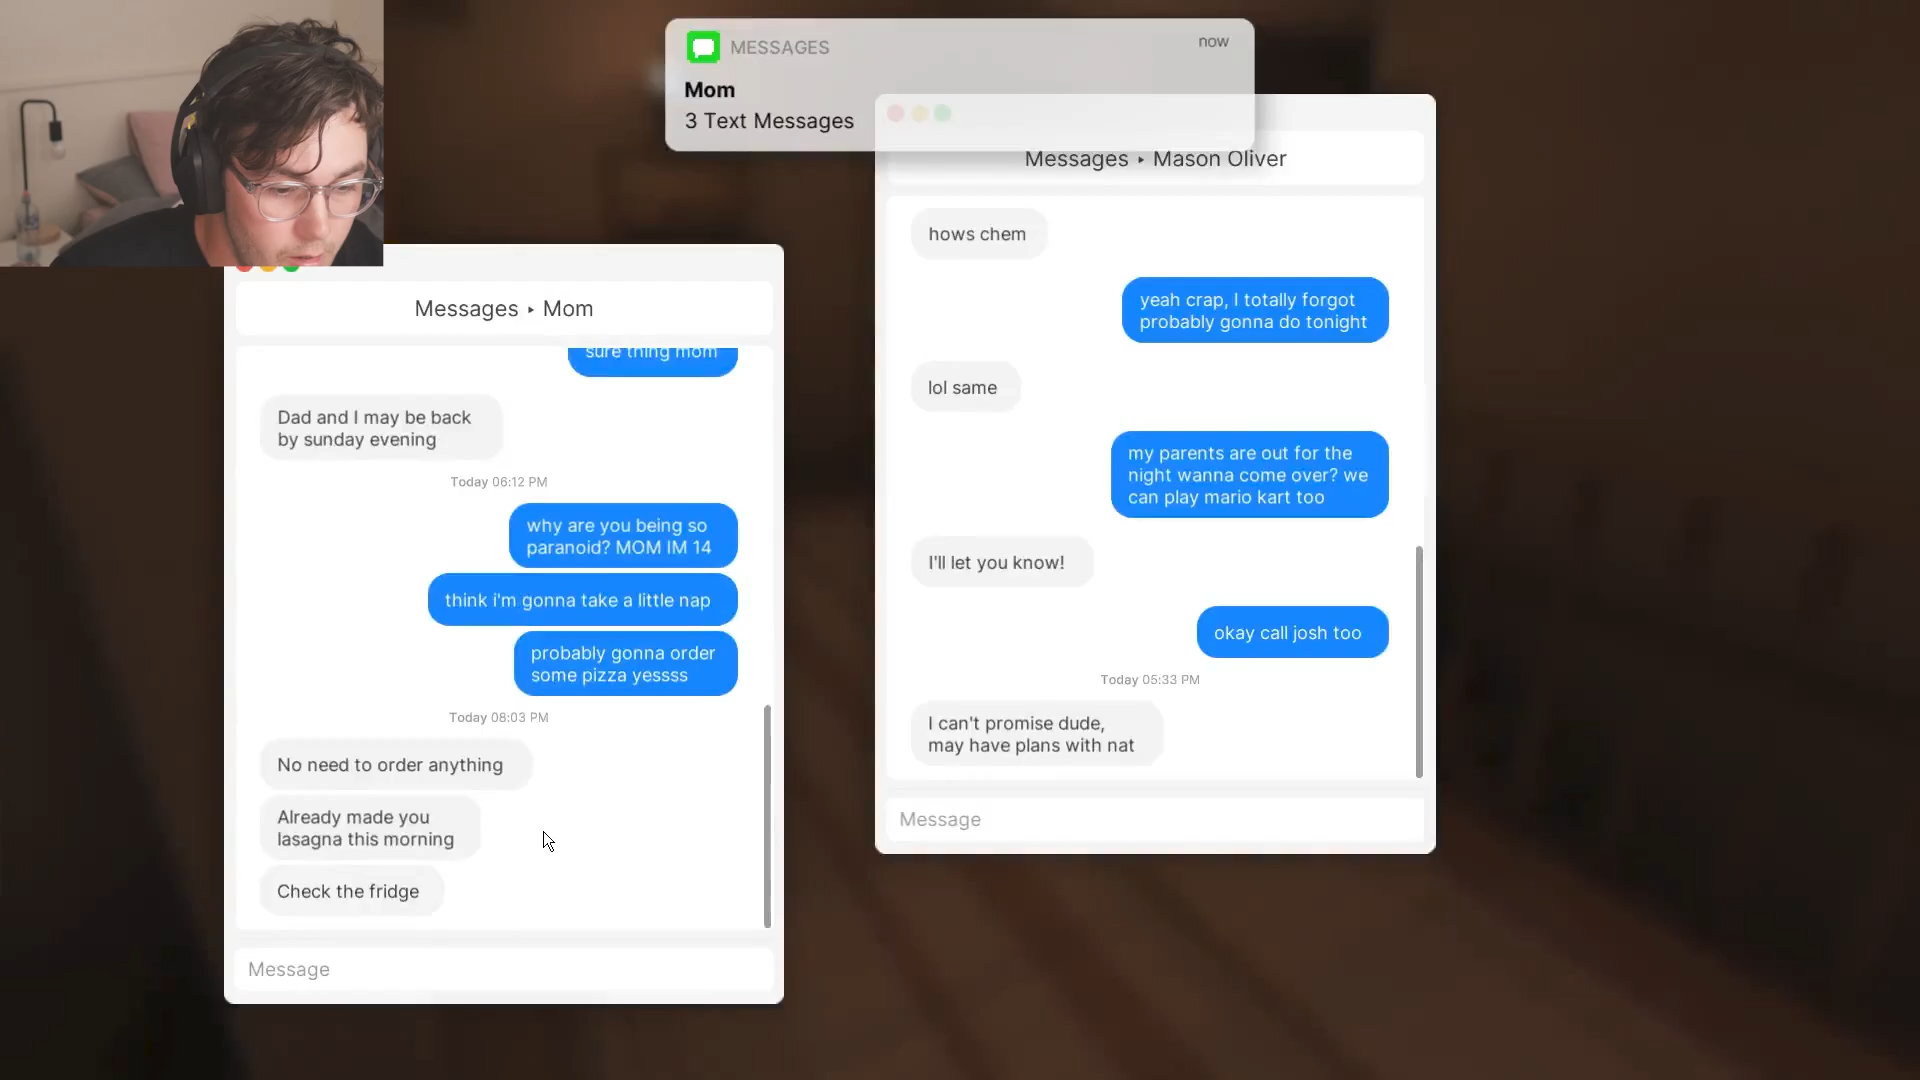 MESSAGES
now
Mom
3 Text Messages
Messages ▸ Mom
sure thing mom
Dad and I may be back
by sunday evening
Today 06:12 PM
why are you being so
paranoid? MOM IM 14
think i'm gonna take a little nap
probably gonna order
some pizza yessss
Today 08:03 PM
No need to order anything
Already made you
lasagna this morning
Check the fridge
Message
Messages ▸ Mason Oliver
hows chem
yeah crap, I totally forgot
probably gonna do tonight
lol same
my parents are out for the
night wanna come over? we
can play mario kart too
I'll let you know!
okay call josh too
Today 05:33 PM
I can't promise dude,
may have plans with nat
Message